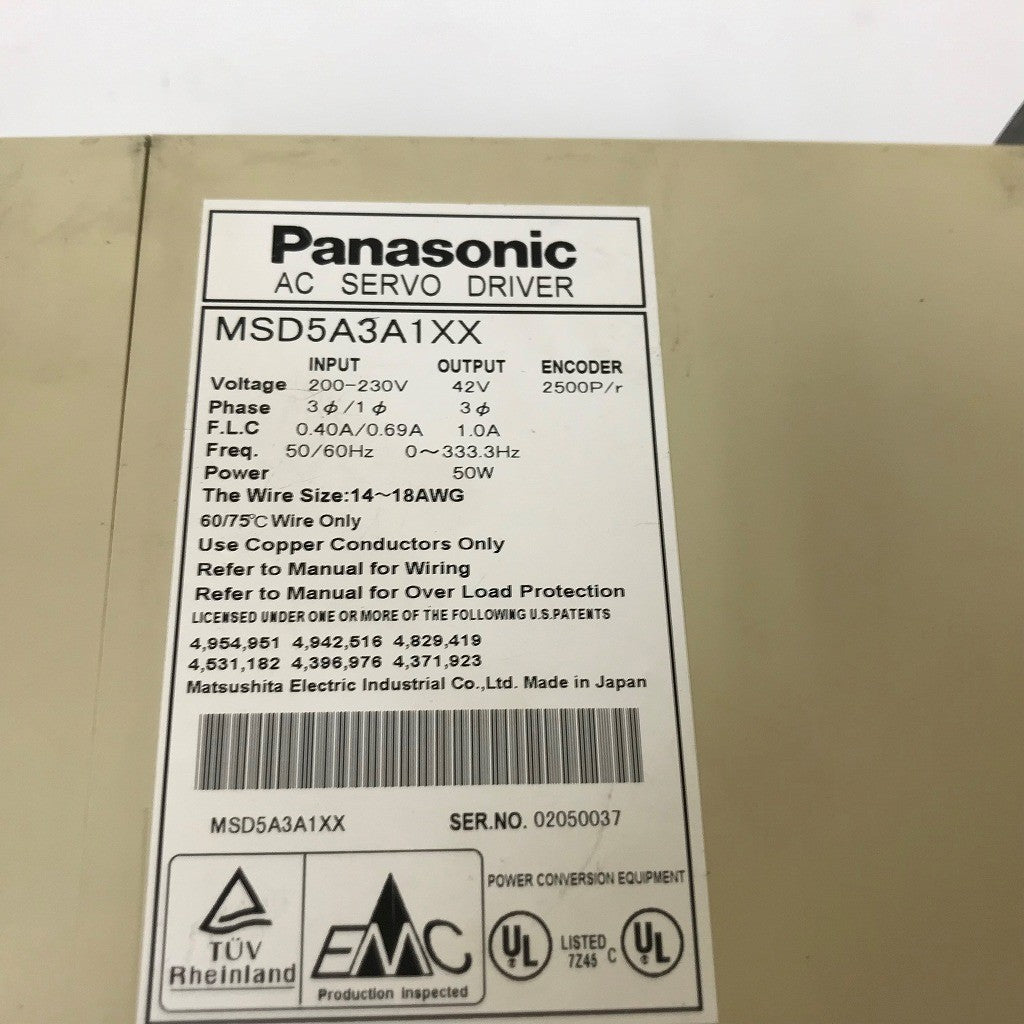 Panasonic
AC SERVO DRIVER
MSD5A3A1XX
INPUT OUTPUT ENCODER
Voltage 200-230V 42V 2500P/r
Phase 3ϕ/1ϕ 3ϕ
F.L.C 0.40A/0.69A 1.0A
Freq. 50/60Hz 0~333.3Hz
Power 50W
The Wire Size:14~18AWG
60/75℃ Wire Only
Use Copper Conductors Only
Refer to Manual for Wiring
Refer to Manual for Over Load Protection
LICENSED UNDER ONE OR MORE OF THE FOLLOWING U.S.PATENTS
4,954,951 4,942,516 4,829,419
4,531,182 4,396,976 4,371,923
Matsushita Electric Industrial Co.,Ltd. Made in Japan
MSD5A3A1XX SER.NO. 02050037
TÜV
Rheinland
EMC
Production inspected
POWER CONVERSION EQUIPMENT
UL LISTED C UL
7Z45